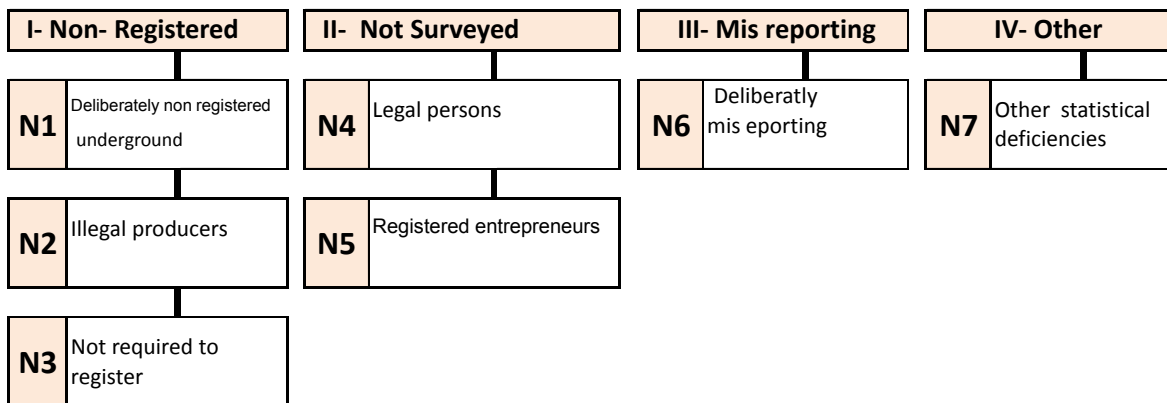 I- Non- Registered
N1
Deliberately non registered
underground
N2
Illegal producers
N3
Not required to
register
II- Not Surveyed
N4
Legal persons
N5
Registered entrepreneurs
III- Mis reporting
N6
Deliberatly
mis eporting
IV- Other
N7
Other statistical
deficiencies